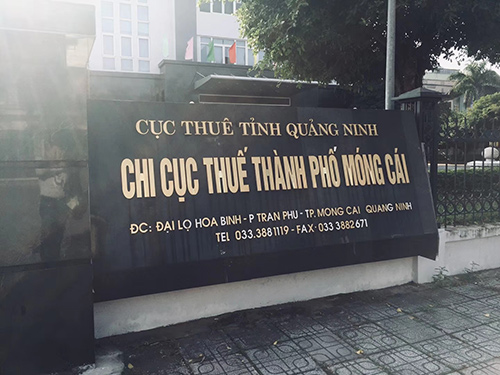 CỤC THUẾ TỈNH QUẢNG NINH
CHI CỤC THUẾ THÀNH PHỐ MÓNG CÁI
ĐC: ĐẠI LỘ HOÀ BÌNH - P TRẦN PHÚ - TP. MÓNG CÁI QUẢNG NINH
TEL 033.3881119 - FAX: 033 3882671